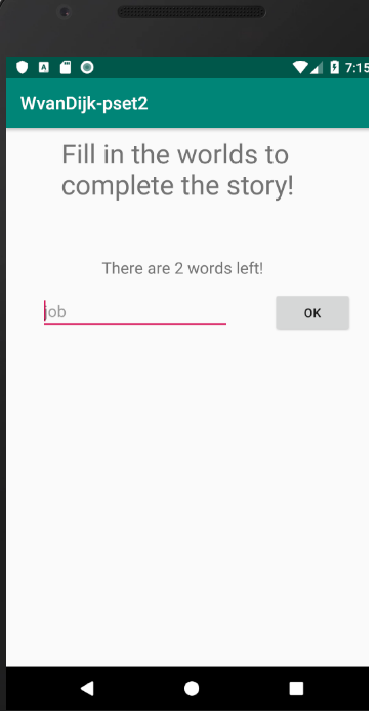 7:15
WvanDijk-pset2
Fill in the worlds to
complete the story!
There are 2 words left!
job
OK